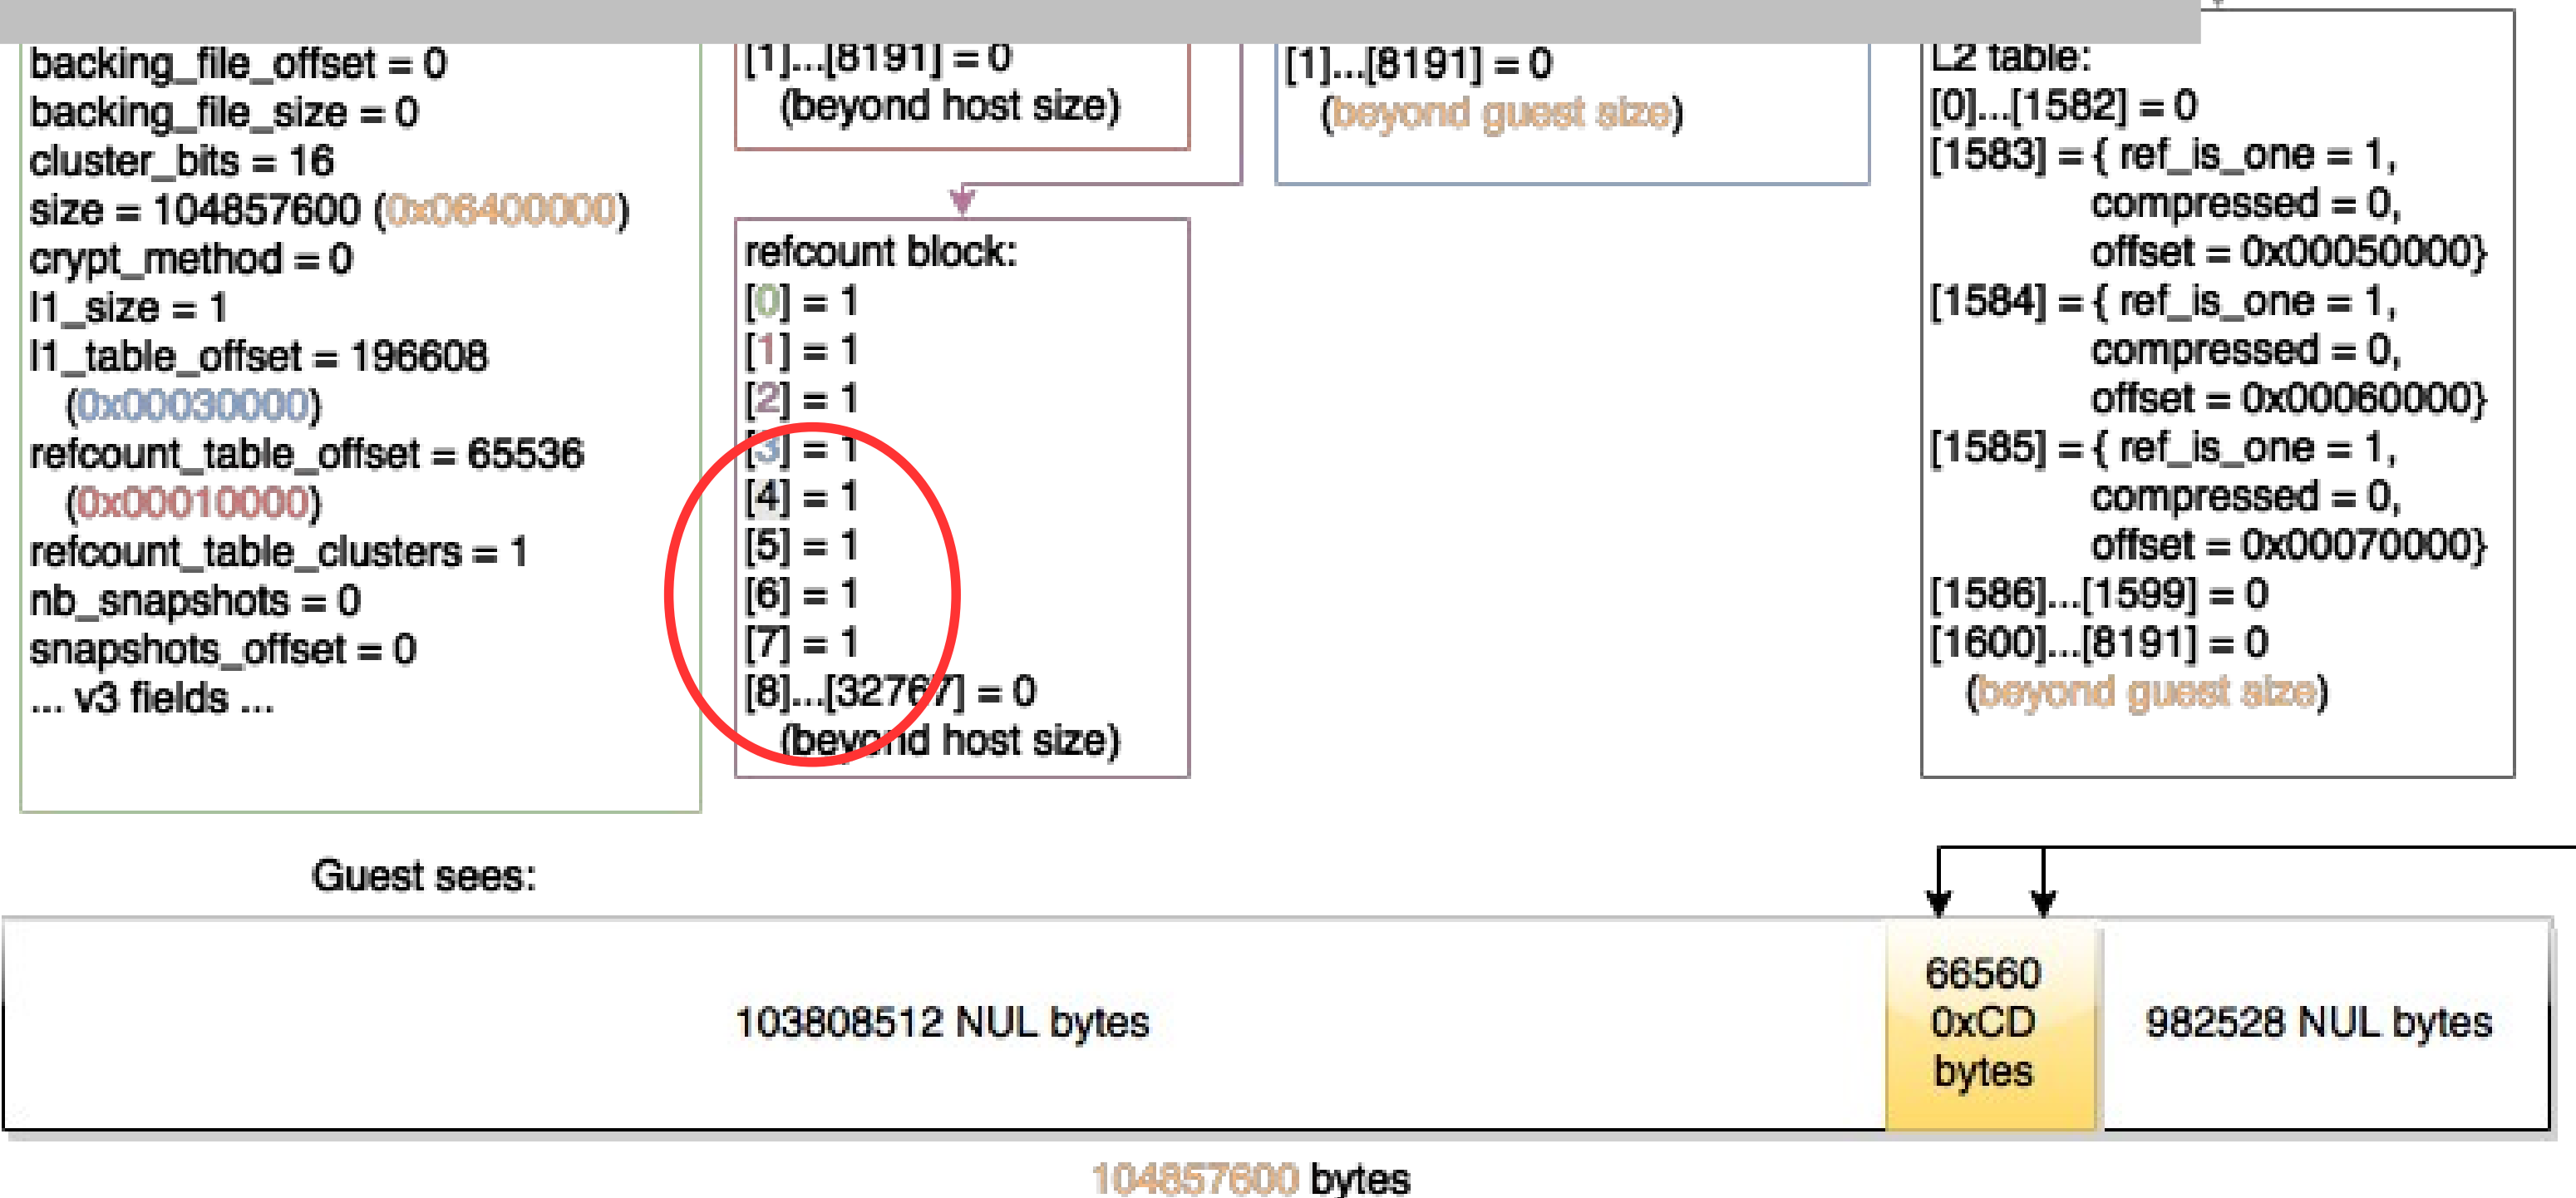 backing_file_offset = 0
backing_file_size = 0
cluster_bits = 16
size = 104857600 (0x06400000)
crypt_method = 0
l1_size = 1
l1_table_offset = 196608
(0x00030000)
refcount_table_offset = 65536
(0x00010000)
refcount_table_clusters = 1
nb_snapshots = 0
snapshots_offset = 0
... v3 fields ...
[1]...[8191] = 0
(beyond host size)
refcount block:
[0] = 1
[1] = 1
[2] = 1
[3] = 1
[4] = 1
[5] = 1
[6] = 1
[7] = 1
[8]...[32767] = 0
(beyond host size)
[1]...[8191] = 0
(beyond guest size)
L2 table:
[0]...[1582] = 0
[1583] = { ref_is_one = 1,
compressed = 0,
offset = 0x00050000}
[1584] = { ref_is_one = 1,
compressed = 0,
offset = 0x00060000}
[1585] = { ref_is_one = 1,
compressed = 0,
offset = 0x00070000}
[1586]...[1599] = 0
[1600]...[8191] = 0
(beyond guest size)
Guest sees:
103808512 NUL bytes
66560
0xCD
bytes
982528 NUL bytes
104857600 bytes